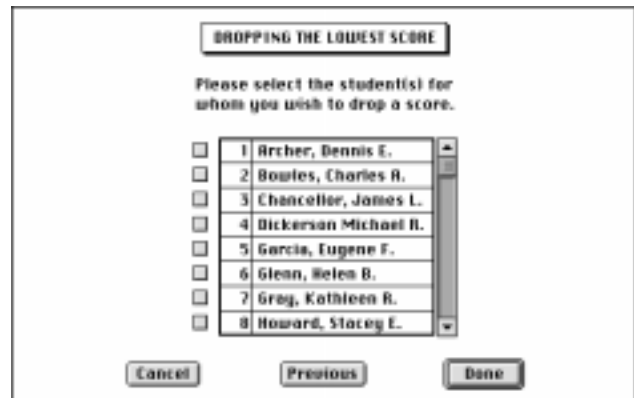 DROPPING THE LOWEST SCORE
Please select the student(s) for
whom you wish to drop a score.
1 Archer, Dennis E.
2 Bowles, Charles A.
3 Chancellor, James L.
4 Dickerson Michael R.
5 Garcia, Eugene F.
6 Glenn, Helen B.
7 Gray, Kathleen R.
8 Howard, Stacey E.
Cancel Previous Done